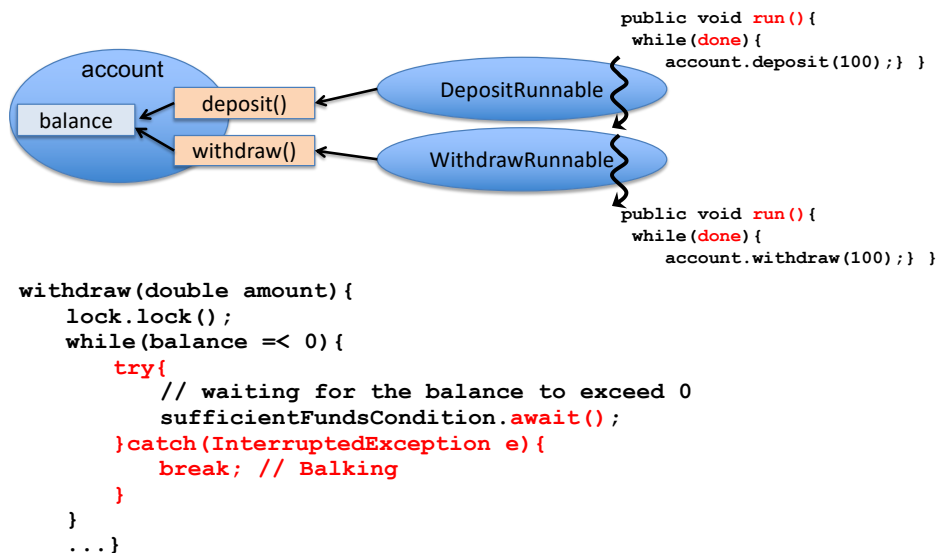 public void run(){
while(done){
account.deposit(100);} }
account
deposit()
DepositRunnable
balance
withdraw()
WithdrawRunnable
public void run(){
while(done){
account.withdraw(100);} }
withdraw(double amount){
lock.lock();
while(balance =< 0){
try{
// waiting for the balance to exceed 0
sufficientFundsCondition.await();
}catch(InterruptedException e){
break; // Balking
}
}
...}